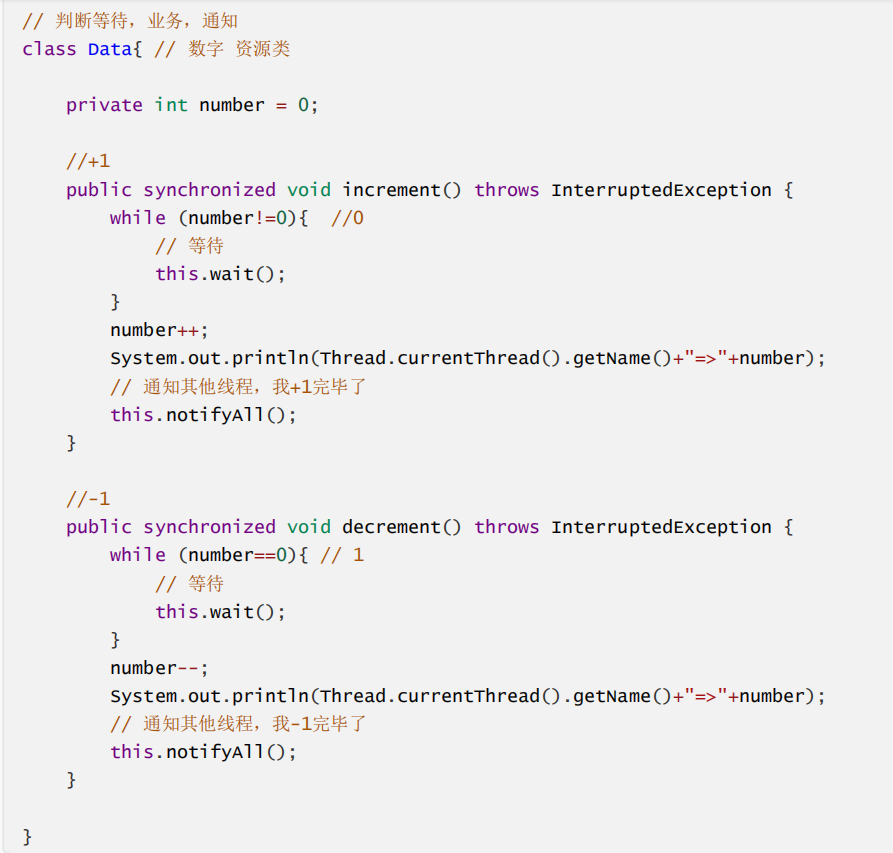 // 判断等待，业务，通知
class Data{ // 数字 资源类
private int number = 0;
//+1
public synchronized void increment() throws InterruptedException {
while (number!=0){ //0
// 等待
this.wait();
}
number++;
System.out.println(Thread.currentThread().getName()+"=>"+number);
// 通知其他线程，我+1完毕了
this.notifyAll();
}
//-1
public synchronized void decrement() throws InterruptedException {
while (number==0){ // 1
// 等待
this.wait();
}
number--;
System.out.println(Thread.currentThread().getName()+"=>"+number);
// 通知其他线程，我-1完毕了
this.notifyAll();
}
}